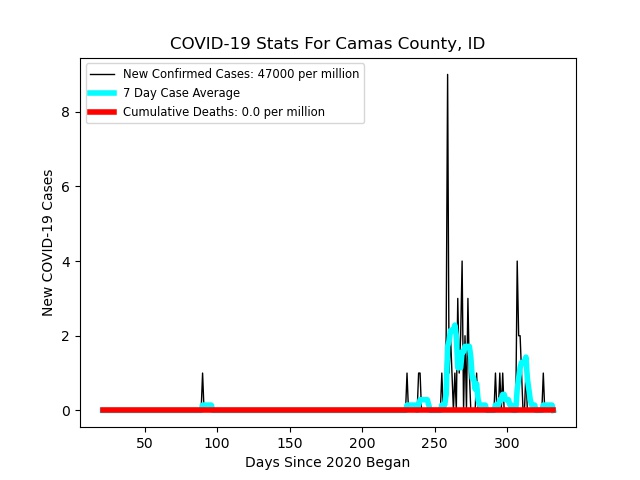 COVID-19 Stats For Camas County, ID
New Confirmed Cases: 47000 per million
7 Day Case Average
Cumulative Deaths: 0.0 per million
New COVID-19 Cases
8
6
4
2
0
50 100 150 200 250 300
Days Since 2020 Began